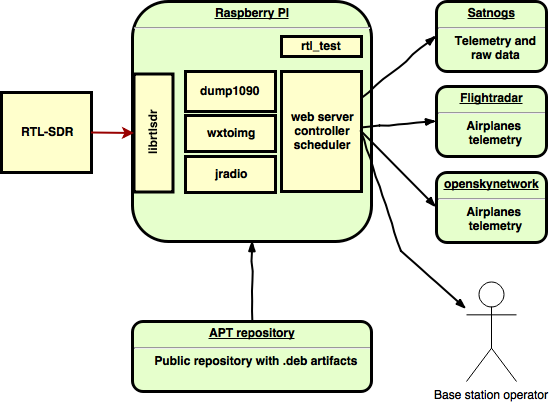 Raspberry PI
rtl_test
RTL-SDR
librtlsdr
dump1090
wxtoimg
jradio
web server
controller
scheduler
Satnogs
Telemetry and
raw data
Flightradar
Airplanes
telemetry
openskynetwork
Airplanes
telemetry
APT repository
Public repository with .deb artifacts
Base station operator